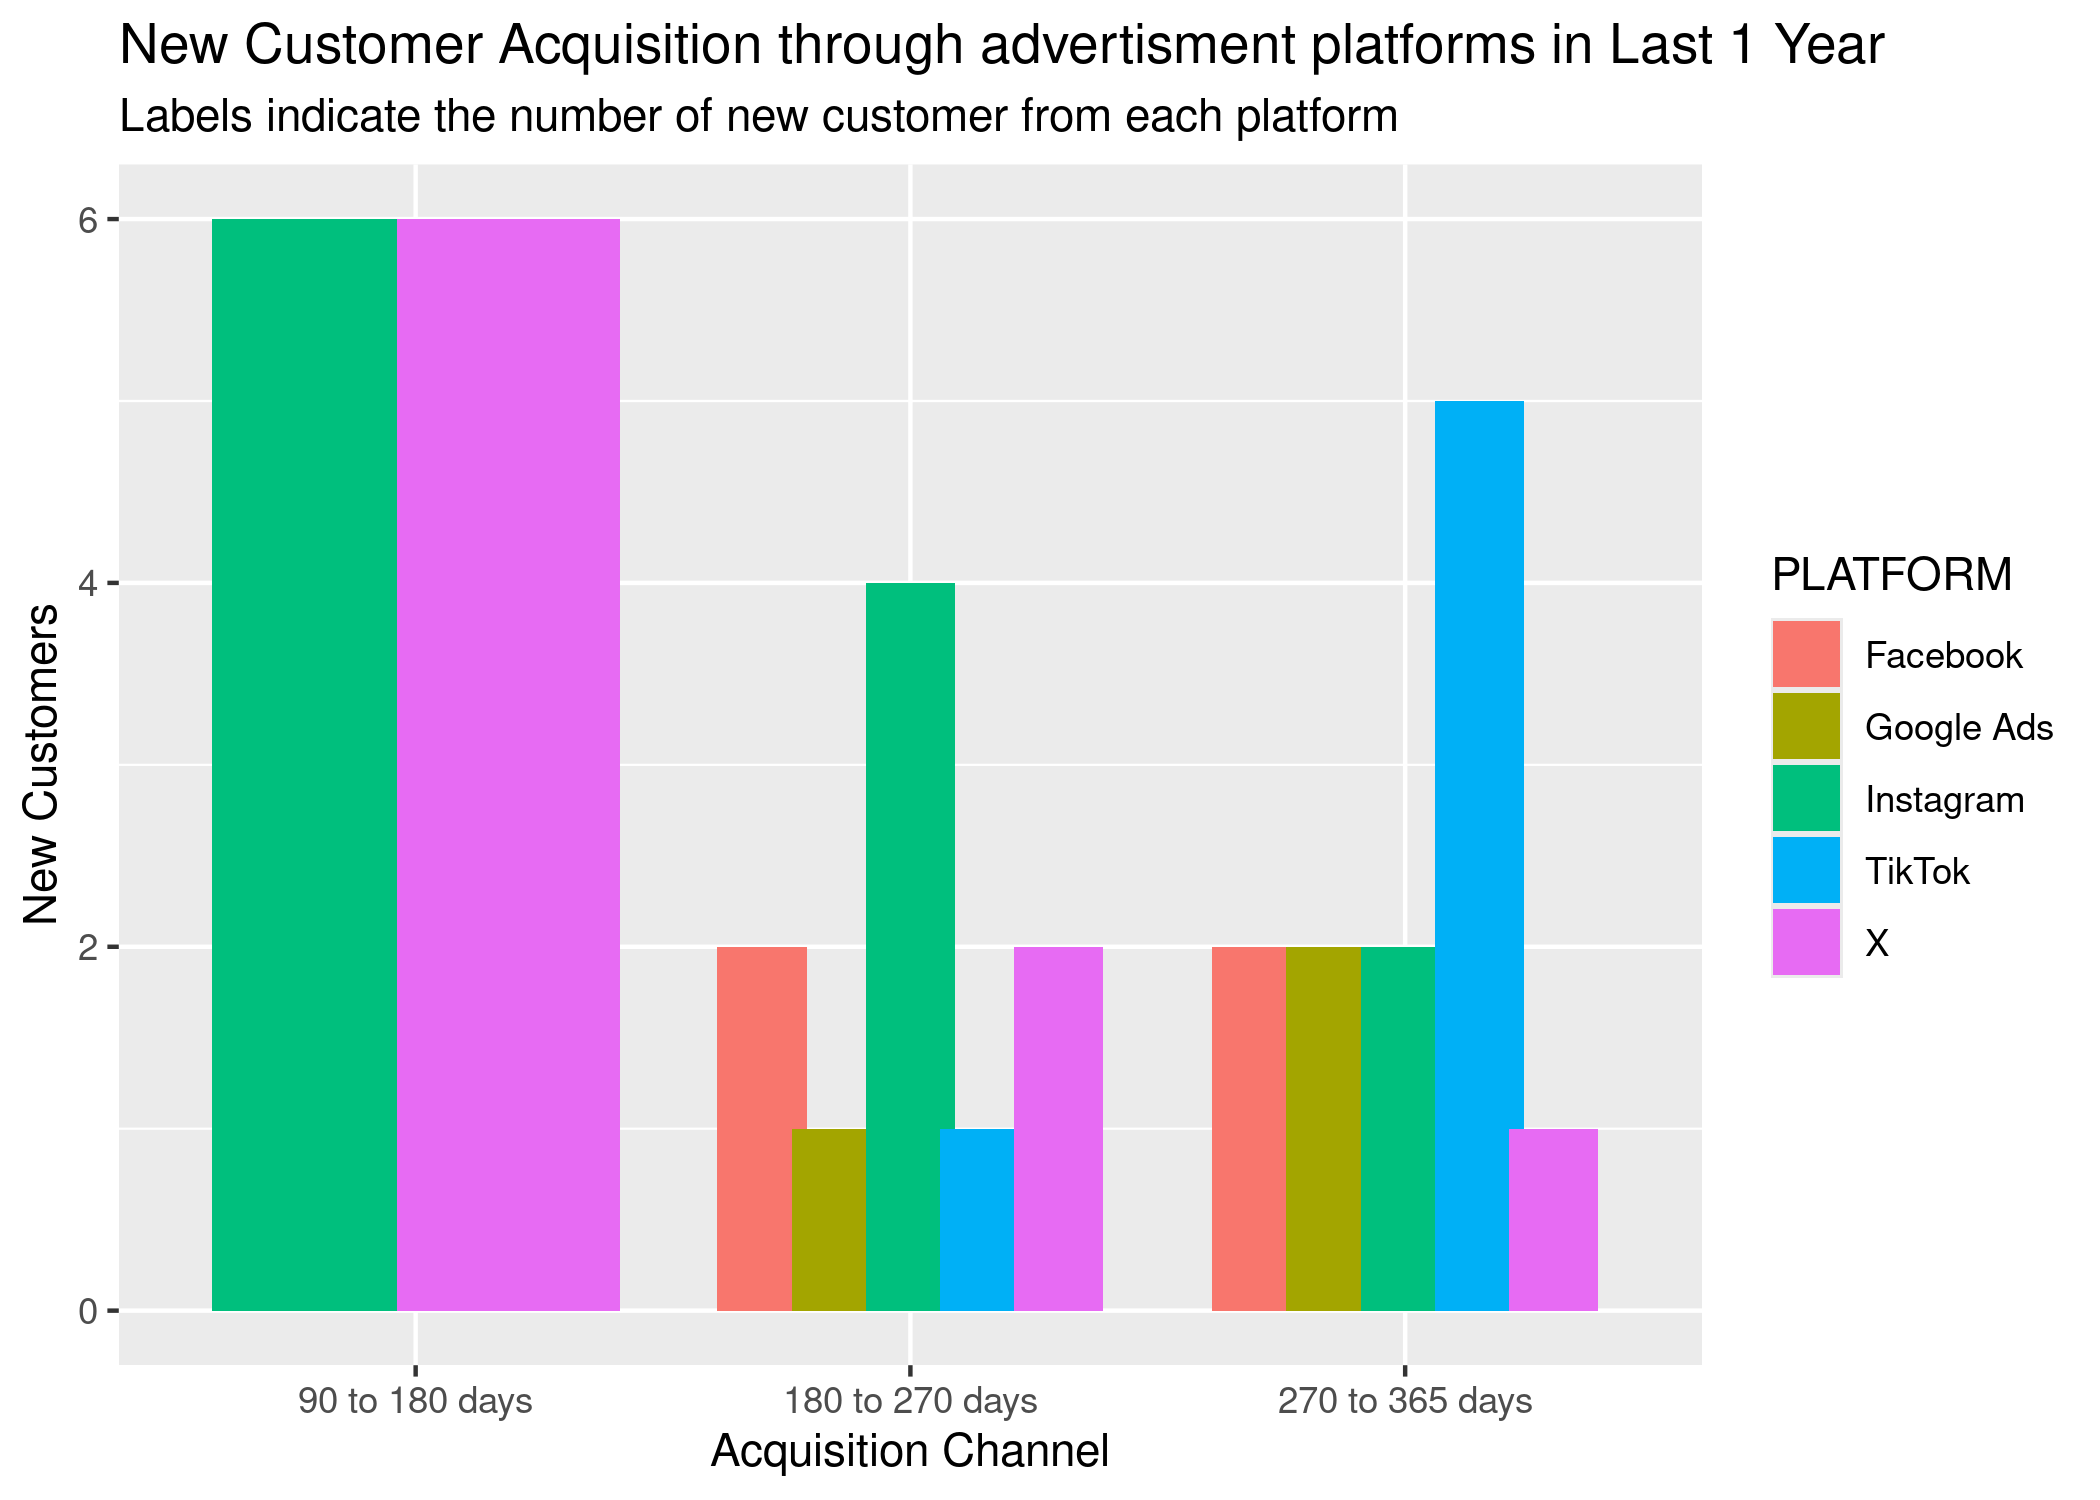 New Customer Acquisition through advertisment platforms in Last 1 Year
Labels indicate the number of new customer from each platform
6
4
2
0
New Customers
90 to 180 days
180 to 270 days
270 to 365 days
Acquisition Channel
PLATFORM
Facebook
Google Ads
Instagram
TikTok
X